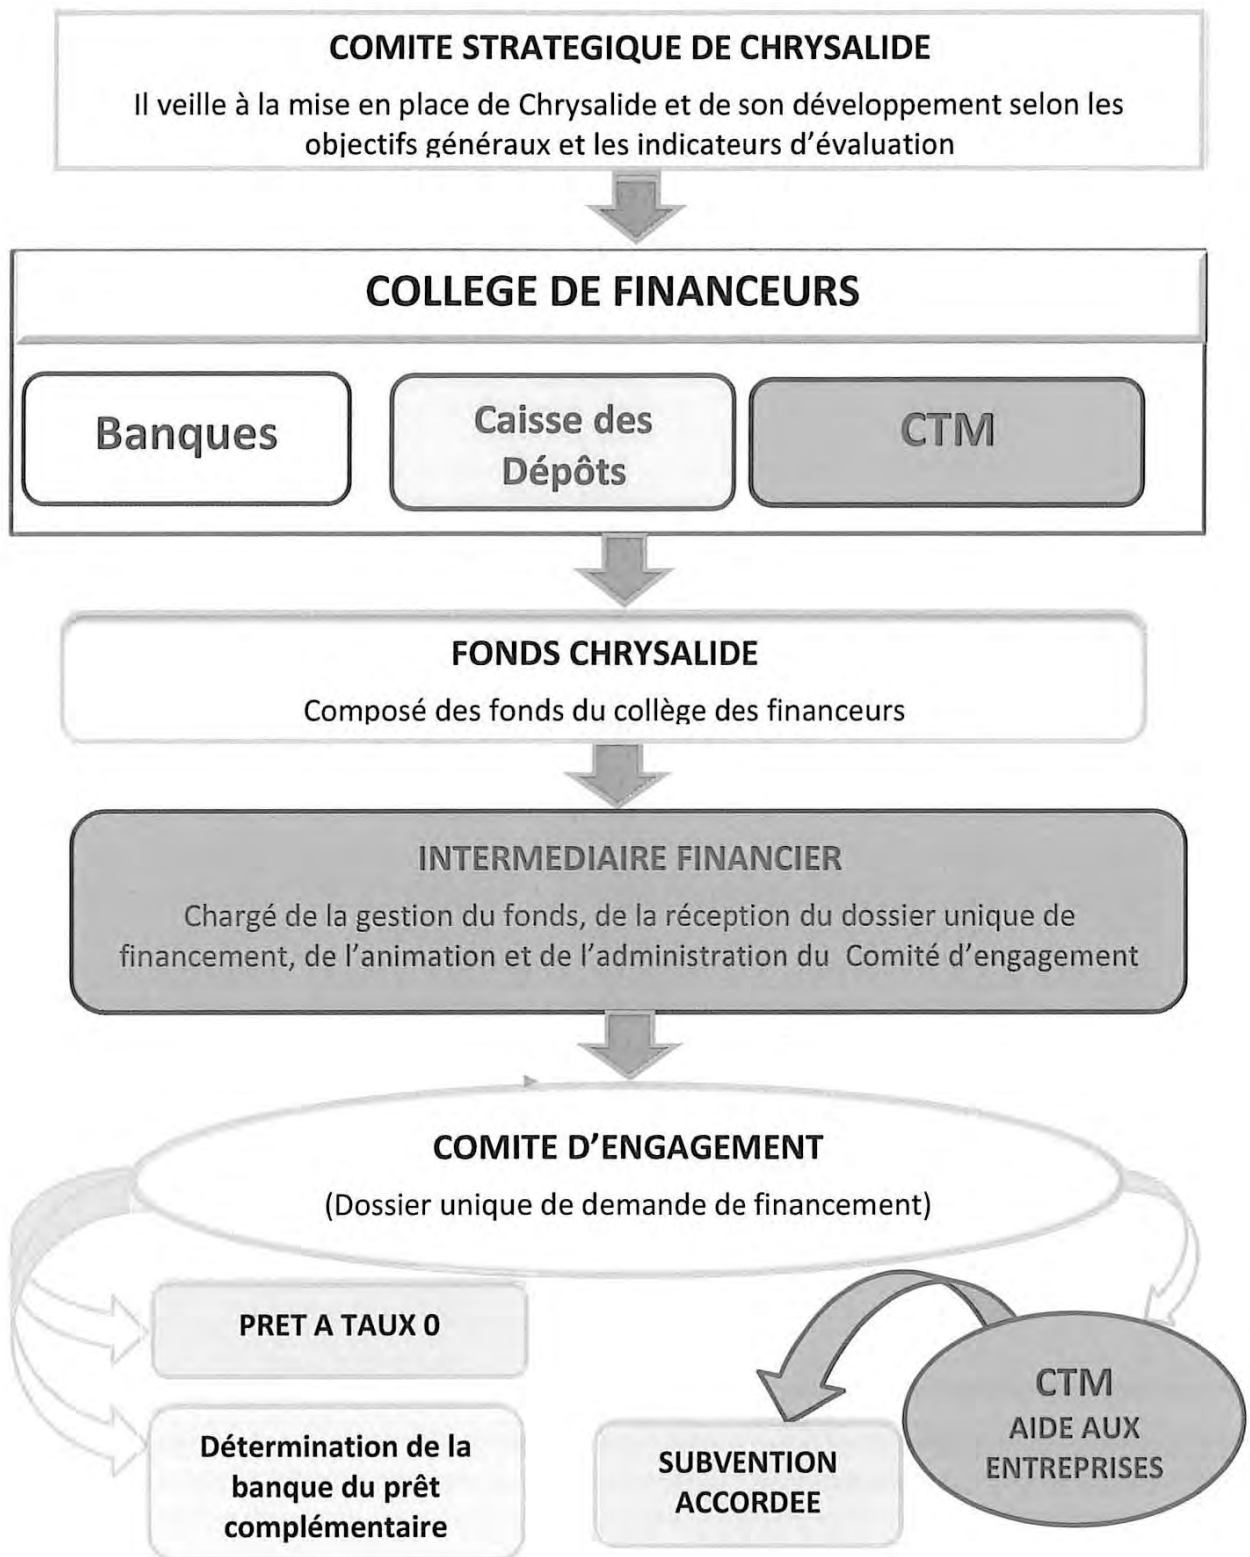 COMITE STRATEGIQUE DE CHRYSALIDE
Il veille à la mise en place de Chrysalide et de son développement selon les
objectifs généraux et les indicateurs d'évaluation
COLLEGE DE FINANCEURS
Banques
Caisse des
Dépôts
CTM
FONDS CHRYSALIDE
Composé des fonds du collège des financeurs
INTERMEDIAIRE FINANCIER
Chargé de la gestion du fonds, de la réception du dossier unique de
financement, de l'animation et de l'administration du Comité d'engagement
COMITE D'ENGAGEMENT
(Dossier unique de demande de financement)
PRET A TAUX 0
Détermination de la
banque du prêt
complémentaire
SUBVENTION
ACCORDEE
CTM
AIDE AUX
ENTREPRISES